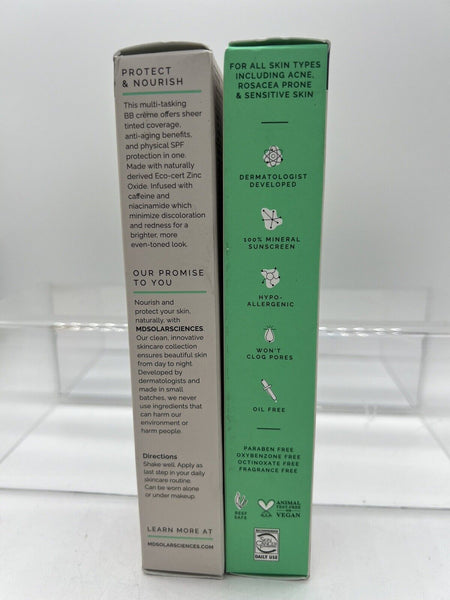 PROTECT
& NOURISH
This multi-tasking
BB crème offers sheer
tinted coverage,
anti-aging benefits,
and physical SPF
protection in one.
Made with naturally
derived Eco-cert Zinc
Oxide. Infused with
caffeine and
niacinamide which
minimize discoloration
and redness for a
brighter, more
even-toned look.
OUR PROMISE
TO YOU
Nourish and
protect your skin,
naturally, with
MDSOLARSCIENCES.
Our clean, innovative
skincare collection
ensures beautiful skin
from day to night.
Developed by
dermatologists and
made in small
batches, we never
use ingredients that
can harm our
environment or
harm people.
Directions
Shake well. Apply as
last step in your daily
skincare routine.
Can be worn alone
or under makeup.
LEARN MORE AT
MDSOLARSCIENCES.COM
FOR ALL SKIN TYPES
INCLUDING ACNE,
ROSACEA PRONE
& SENSITIVE SKIN
DERMATOLOGIST
DEVELOPED
100% MINERAL
SUNSCREEN
HYPO-
ALLERGENIC
WON'T
CLOG PORES
OIL FREE
PARABEN FREE
OXYBENZONE FREE
OCTINOXATE FREE
FRAGRANCE FREE
REEF
SAFE
ANIMAL
TEST-FREE
VEGAN
RECOMMENDED
DAILY USE